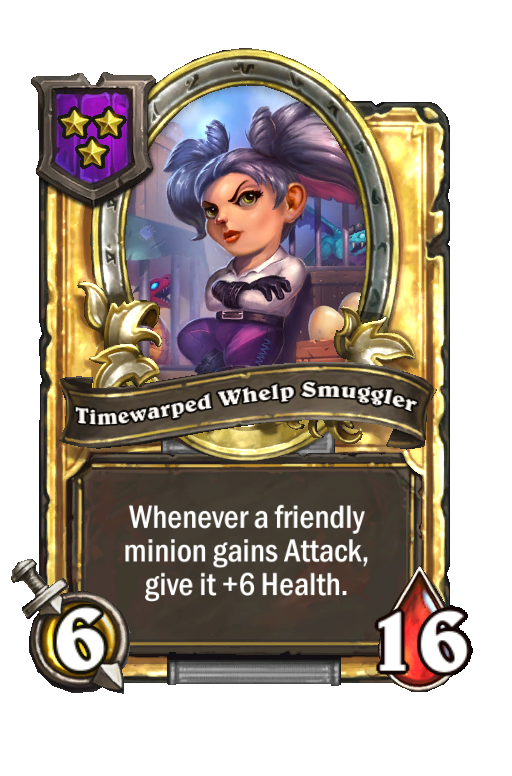 Timewarped Whelp Smuggler
Whenever a friendly
minion gains Attack,
give it +6 Health.
6
16